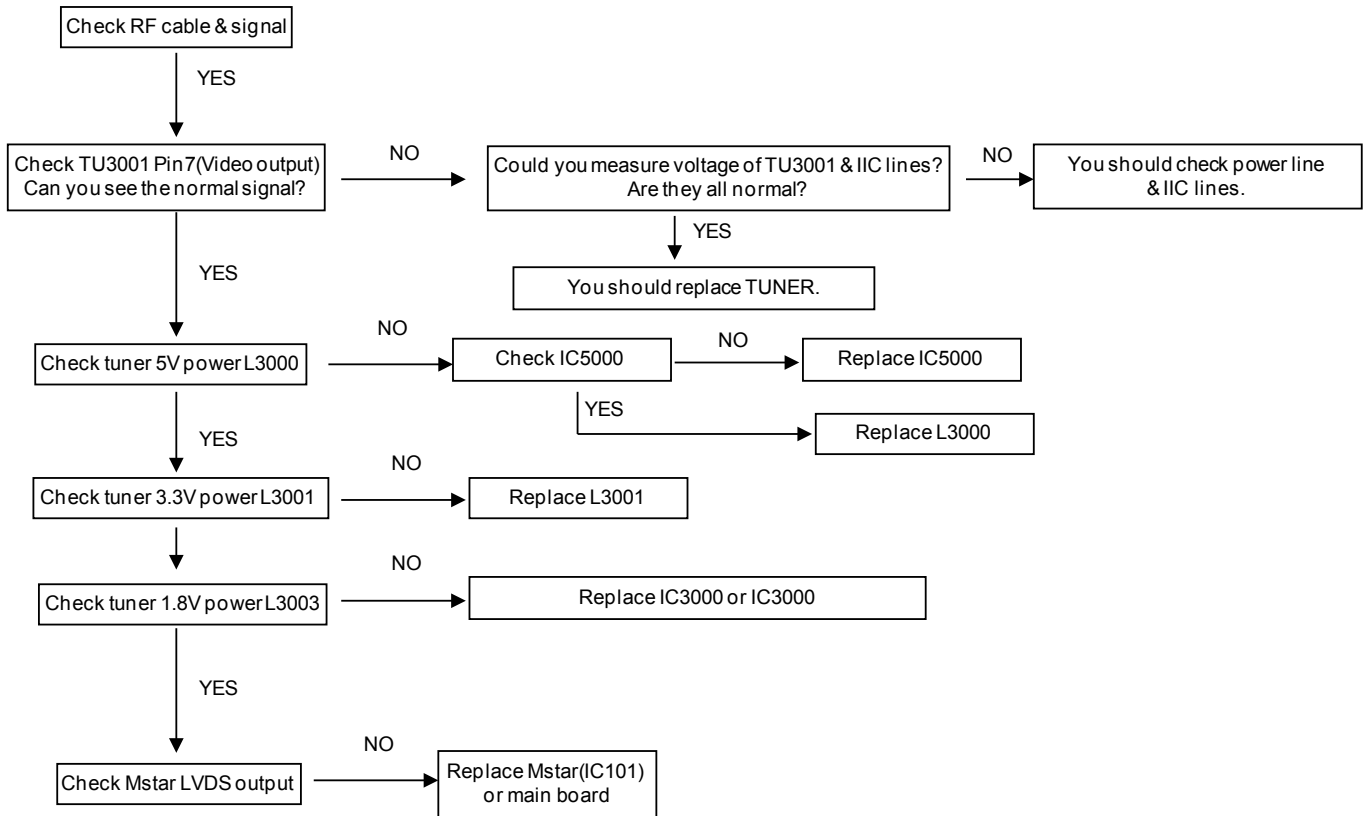 Check RF cable & signal
YES
Check TU3001 Pin7(Video output)
Can you see the normal signal?
NO
Could you measure voltage of TU3001 & IIC lines?
Are they all normal?
NO
You should check power line
& IIC lines.
YES
You should replace TUNER.
YES
Check tuner 5V power L3000
NO
Check IC5000
NO
Replace IC5000
YES
Replace L3000
YES
Check tuner 3.3V power L3001
NO
Replace L3001
Check tuner 1.8V power L3003
NO
Replace IC3000 or IC3000
YES
Check Mstar LVDS output
NO
Replace Mstar(IC101)
or main board